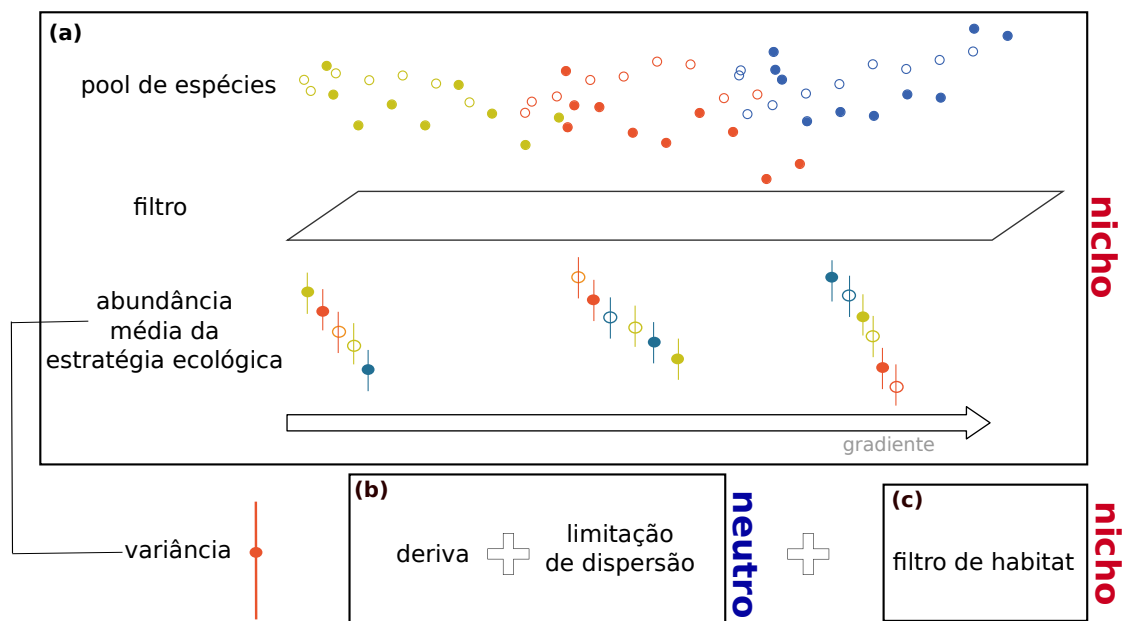 (a)
pool de espécies
filtro
nicho
abundância
média da
estratégia ecológica
gradiente
variância
(b)
deriva
limitação
de dispersão
neutro
(c)
filtro de habitat
nicho